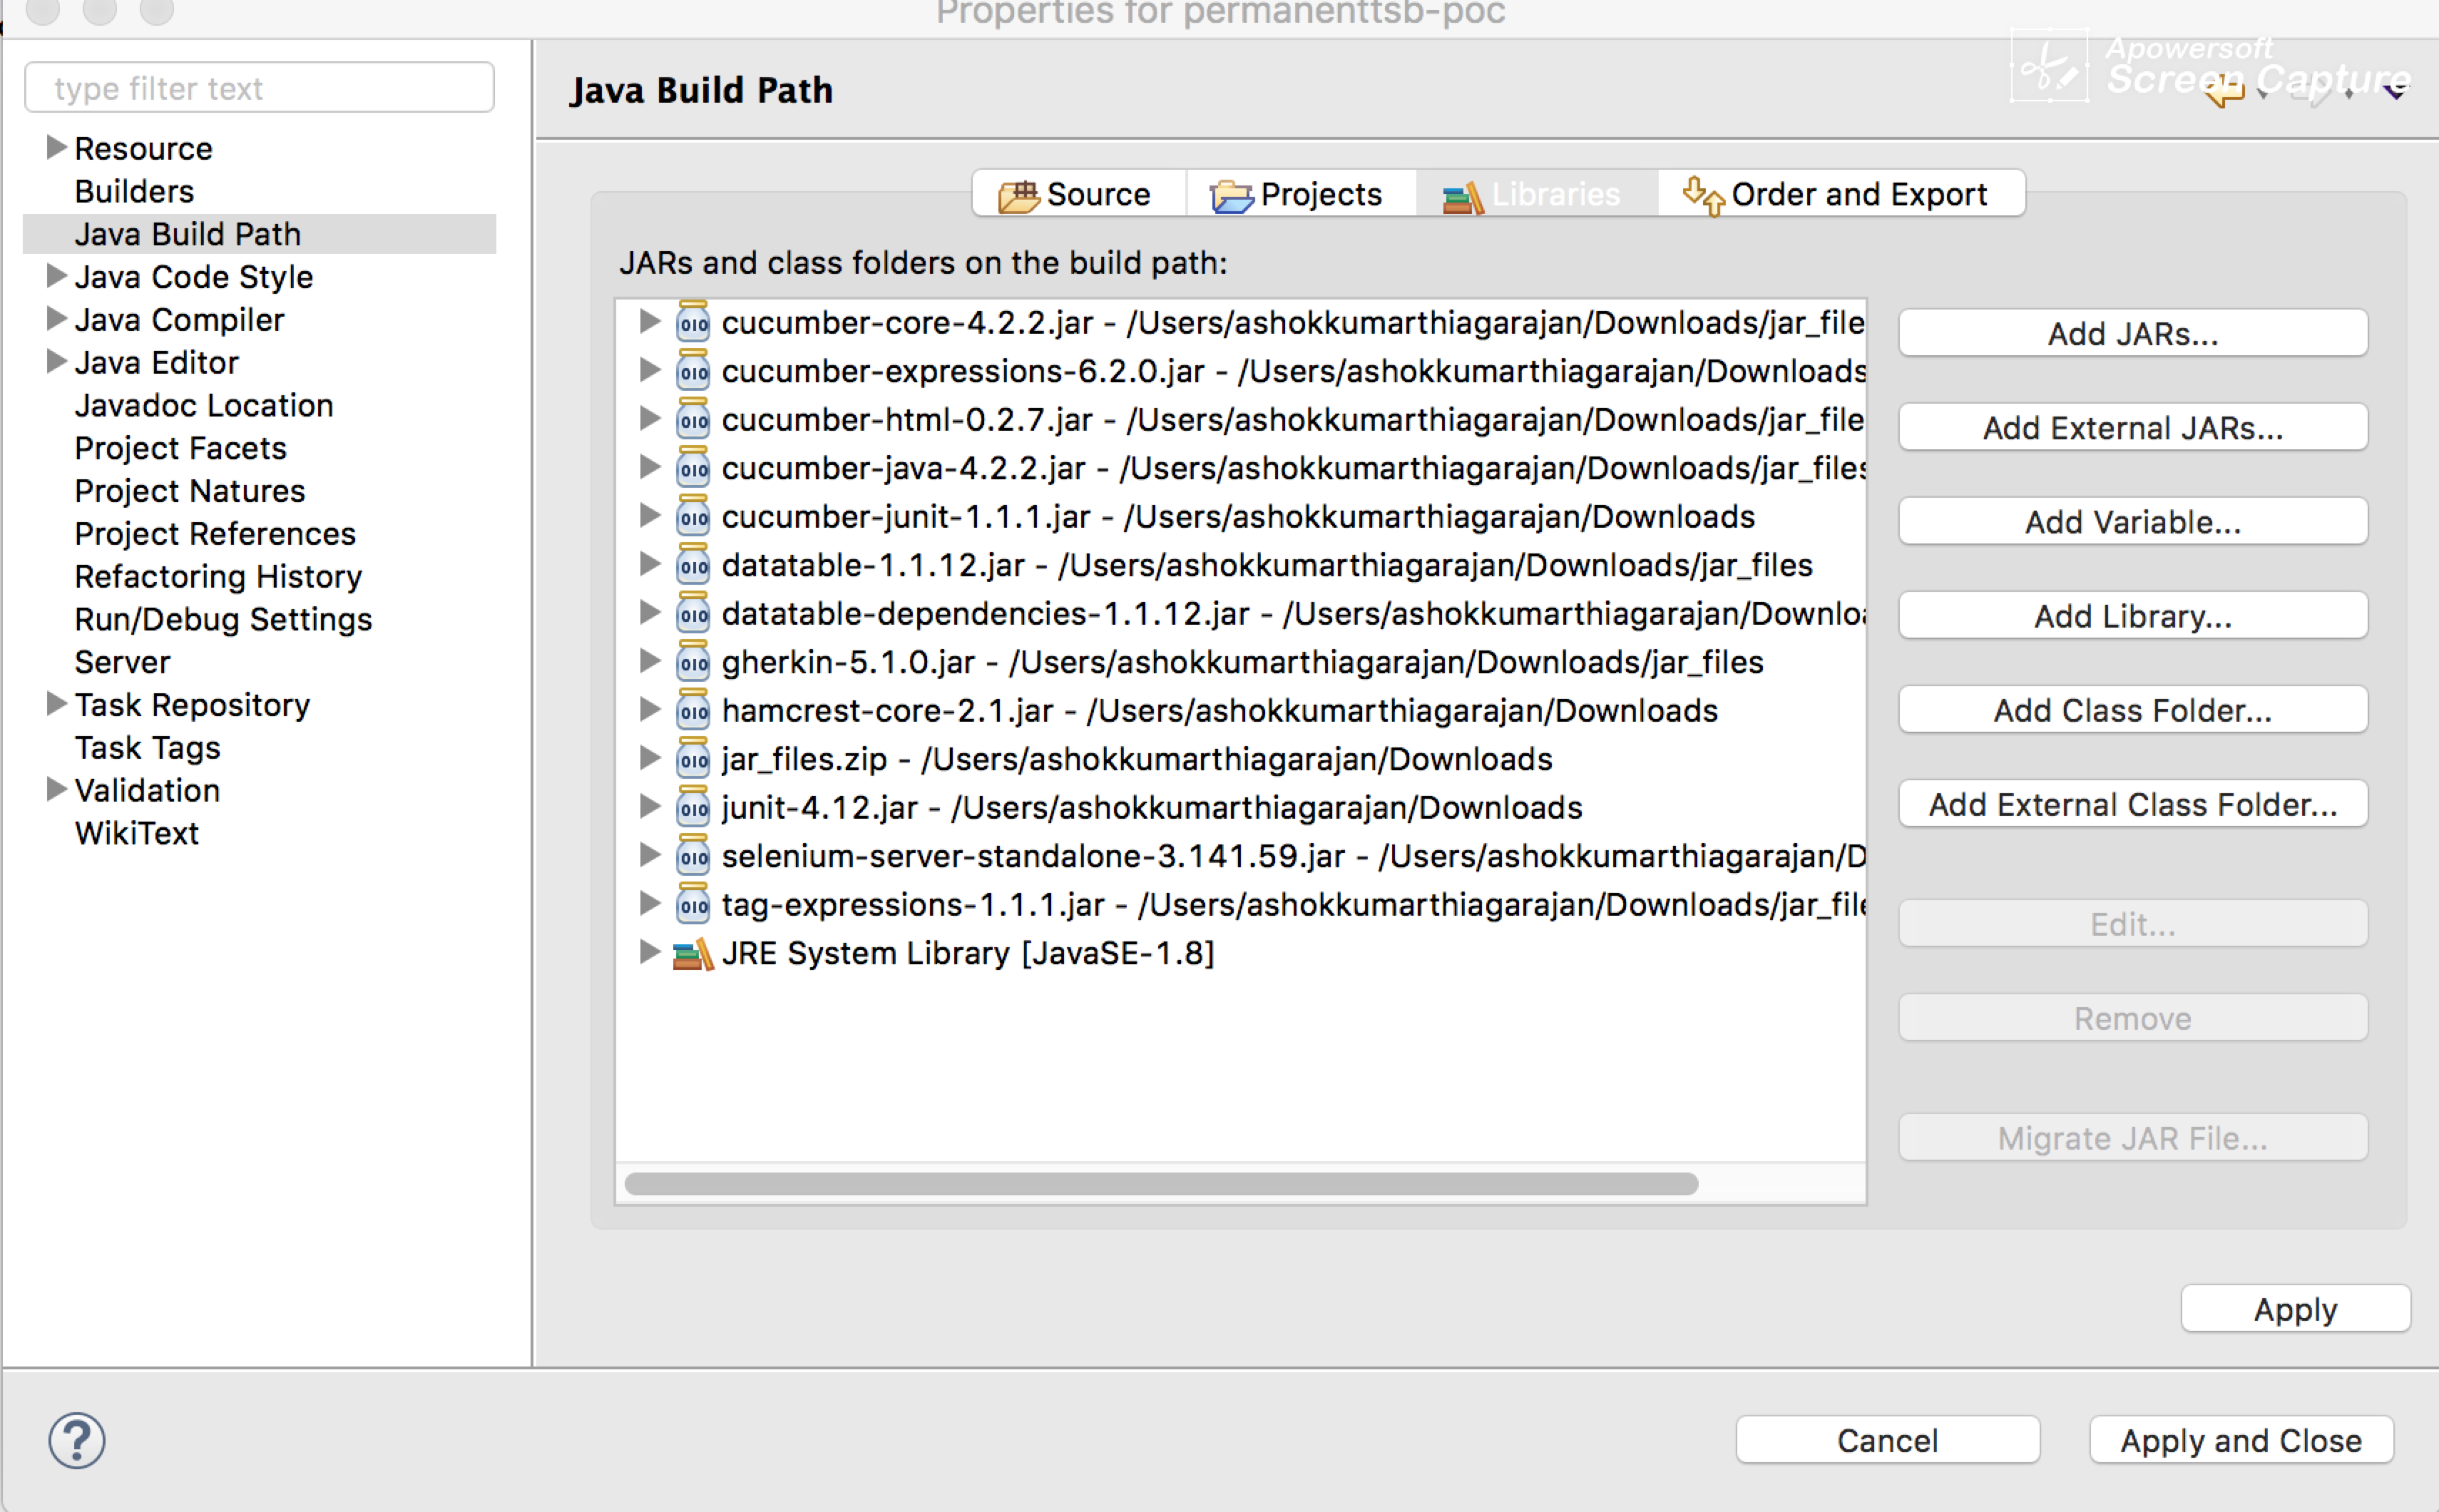 Properties for permanenttsb-poc
Apowersoft
Screen Capture
type filter text
Resource
Builders
Java Build Path
Java Code Style
Java Compiler
Java Editor
Javadoc Location
Project Facets
Project Natures
Project References
Refactoring History
Run/Debug Settings
Server
Task Repository
Task Tags
Validation
WikiText
Java Build Path
Source
Projects
Libraries
Order and Export
JARs and class folders on the build path:
cucumber-core-4.2.2.jar - /Users/ashokkumarthiagarajan/Downloads/jar_file
cucumber-expressions-6.2.0.jar - /Users/ashokkumarthiagarajan/Downloads
cucumber-html-0.2.7.jar - /Users/ashokkumarthiagarajan/Downloads/jar_file
cucumber-java-4.2.2.jar - /Users/ashokkumarthiagarajan/Downloads/jar_files
cucumber-junit-1.1.1.jar - /Users/ashokkumarthiagarajan/Downloads
datatable-1.1.12.jar - /Users/ashokkumarthiagarajan/Downloads/jar_files
datatable-dependencies-1.1.12.jar - /Users/ashokkumarthiagarajan/Downloa
gherkin-5.1.0.jar - /Users/ashokkumarthiagarajan/Downloads/jar_files
hamcrest-core-2.1.jar - /Users/ashokkumarthiagarajan/Downloads
jar_files.zip - /Users/ashokkumarthiagarajan/Downloads
junit-4.12.jar - /Users/ashokkumarthiagarajan/Downloads
selenium-server-standalone-3.141.59.jar - /Users/ashokkumarthiagarajan/D
tag-expressions-1.1.1.jar - /Users/ashokkumarthiagarajan/Downloads/jar_file
JRE System Library [JavaSE-1.8]
Add JARs...
Add External JARs...
Add Variable...
Add Library...
Add Class Folder...
Add External Class Folder...
Edit...
Remove
Migrate JAR File...
Apply
Cancel
Apply and Close